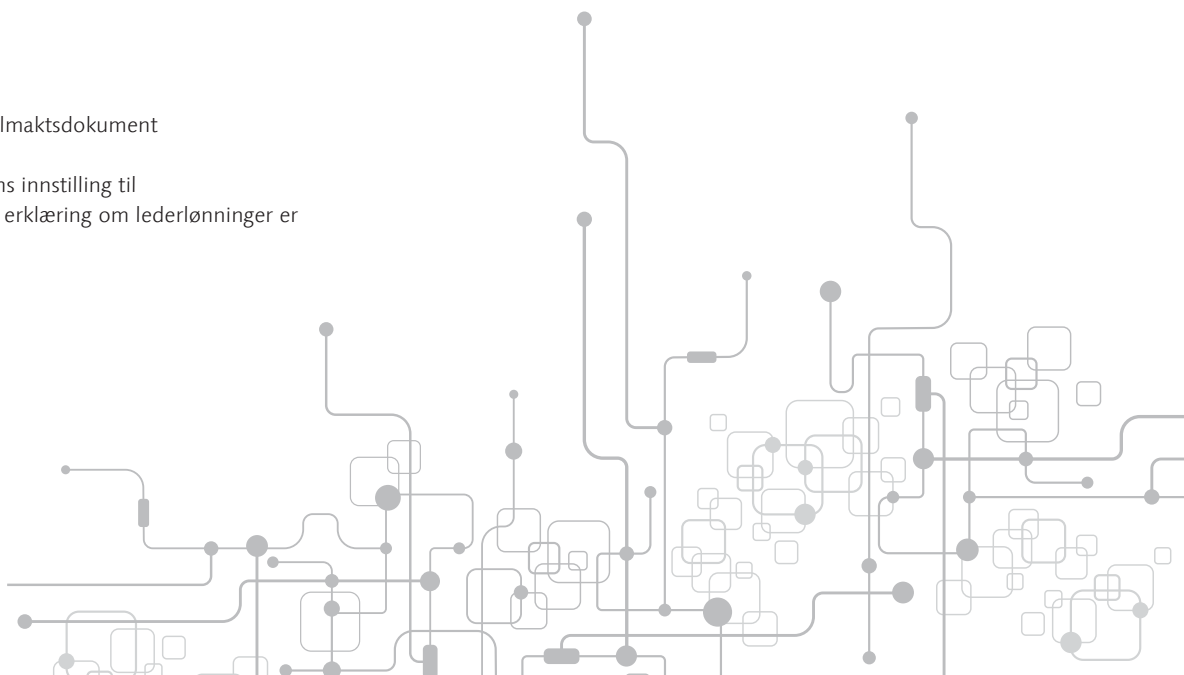 lmaktsdokument
ns innstilling til
erklæring om lederlønninger er